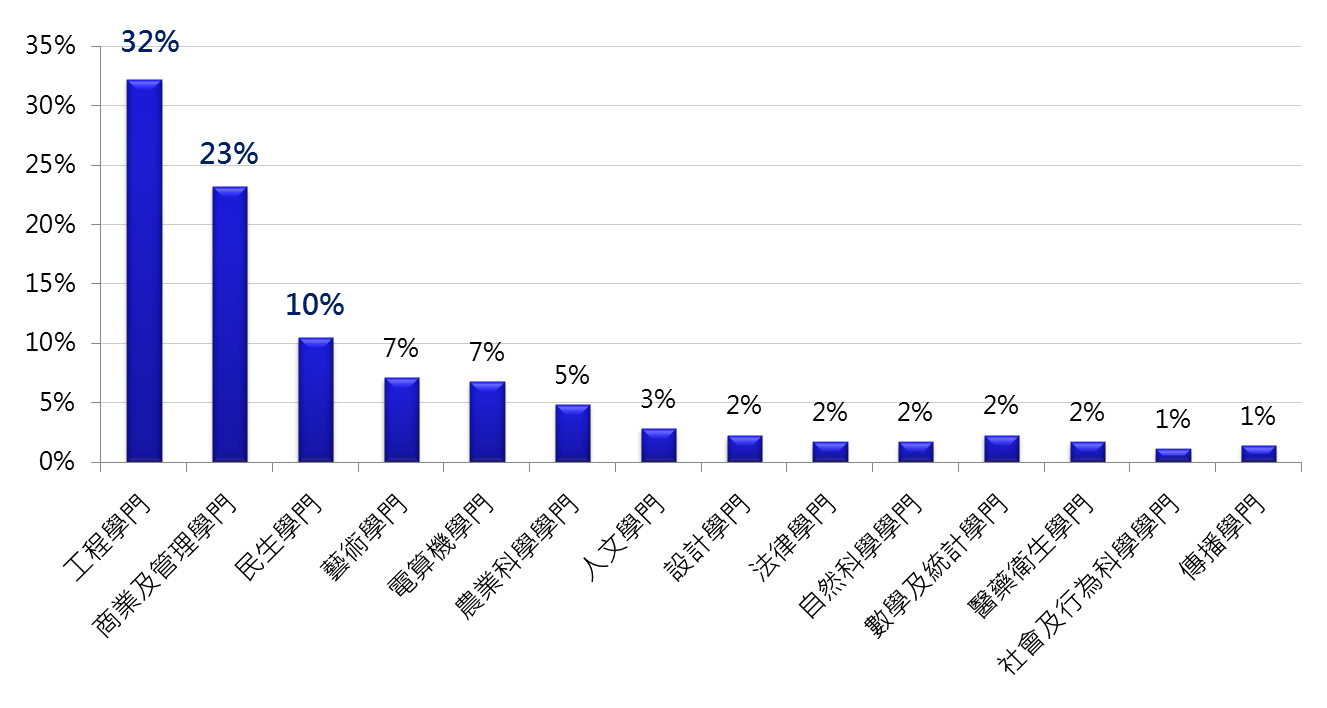 35%
30%
25%
20%
15%
10%
5%
0%
32%
23%
10%
7%
7%
5%
3%
2%
2%
2%
2%
2%
1%
1%
工程學門
商業及管理學門
民生學門
藝術學門
電算機學門
農業科學學門
人文學門
設計學門
法律學門
自然科學學門
數學及統計學門
醫藥衛生學門
社會及行為科學學門
傳播學門